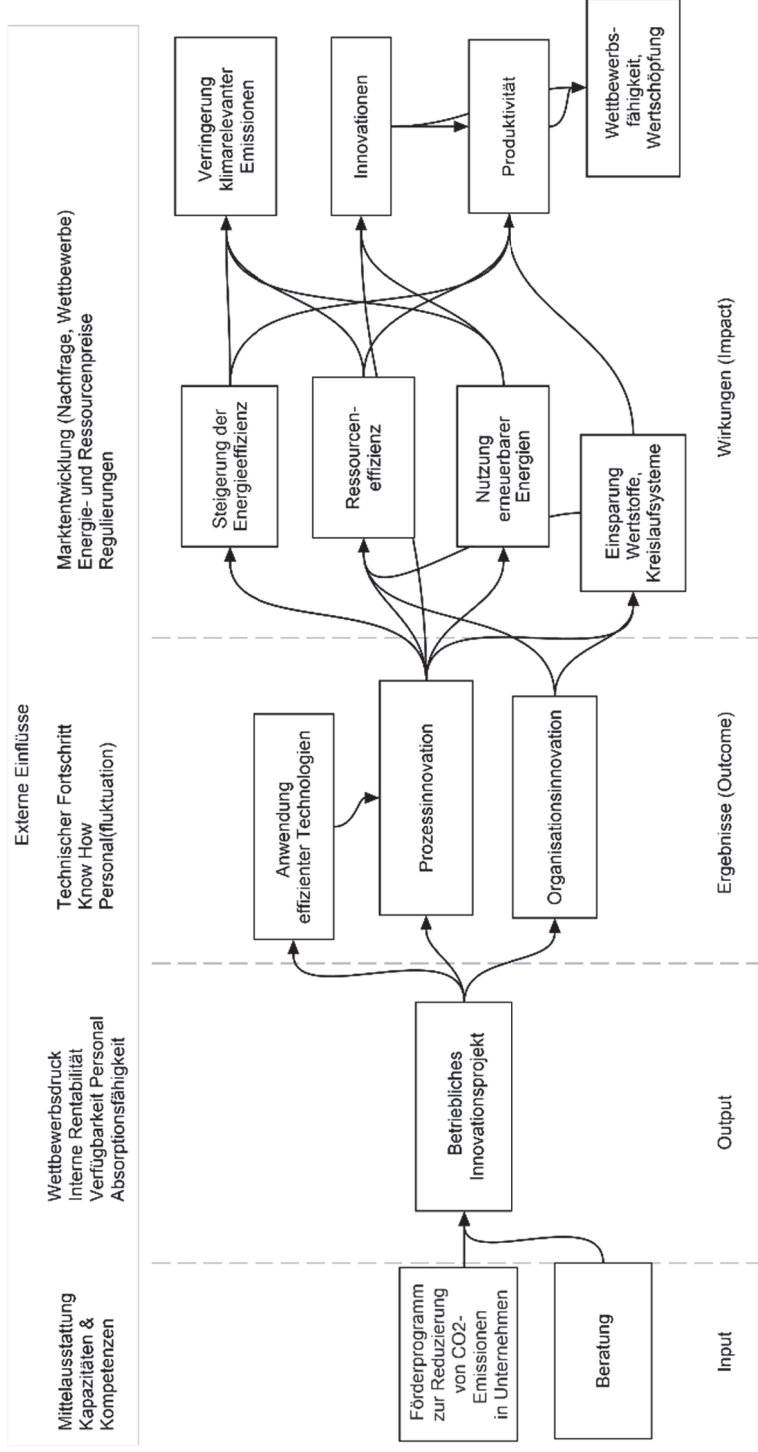 Externe Einflüsse
Mittelausstattung
Kapazitäten &
Kompetenzen
Wettbewerbsdruck
Interne Rentabilität
Verfügbarkeit Personal
Absorptionsfähigkeit
Technischer Fortschritt
Know How
Personal(fluktuation)
Marktentwicklung (Nachfrage, Wettbewerbe)
Energie- und Ressourcenpreise
Regulierungen
Förderprogramm
zur Reduzierung
von CO2-
Emissionen
in Unternehmen
Beratung
Betriebliches
Innovationsprojekt
Anwendung
effizienter Technologien
Prozessinnovation
Organisationsinnovation
Steigerung der
Energieeffizienz
Ressourcen-
effizienz
Nutzung
erneuerbarer
Energien
Einsparung
Wertstoffe,
Kreislaufsysteme
Verringerung
klimarelevanter
Emissionen
Innovationen
Produktivität
Wettbewerbs-
fähigkeit,
Wertschöpfung
Input
Output
Ergebnisse (Outcome)
Wirkungen (Impact)